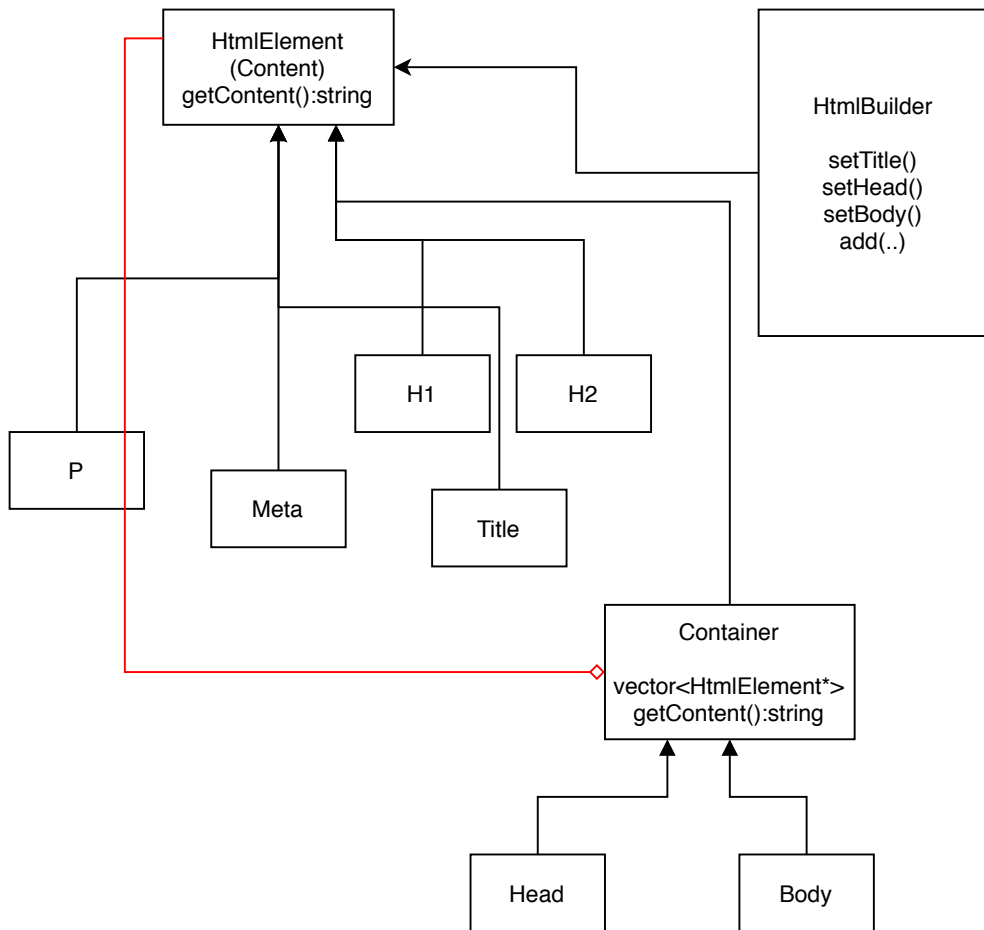 HtmlElement
(Content)
getContent():string
HtmlBuilder
setTitle()
setHead()
setBody()
add(..)
H1
H2
P
Meta
Title
Container
vector<HtmlElement*>
getContent():string
Head
Body